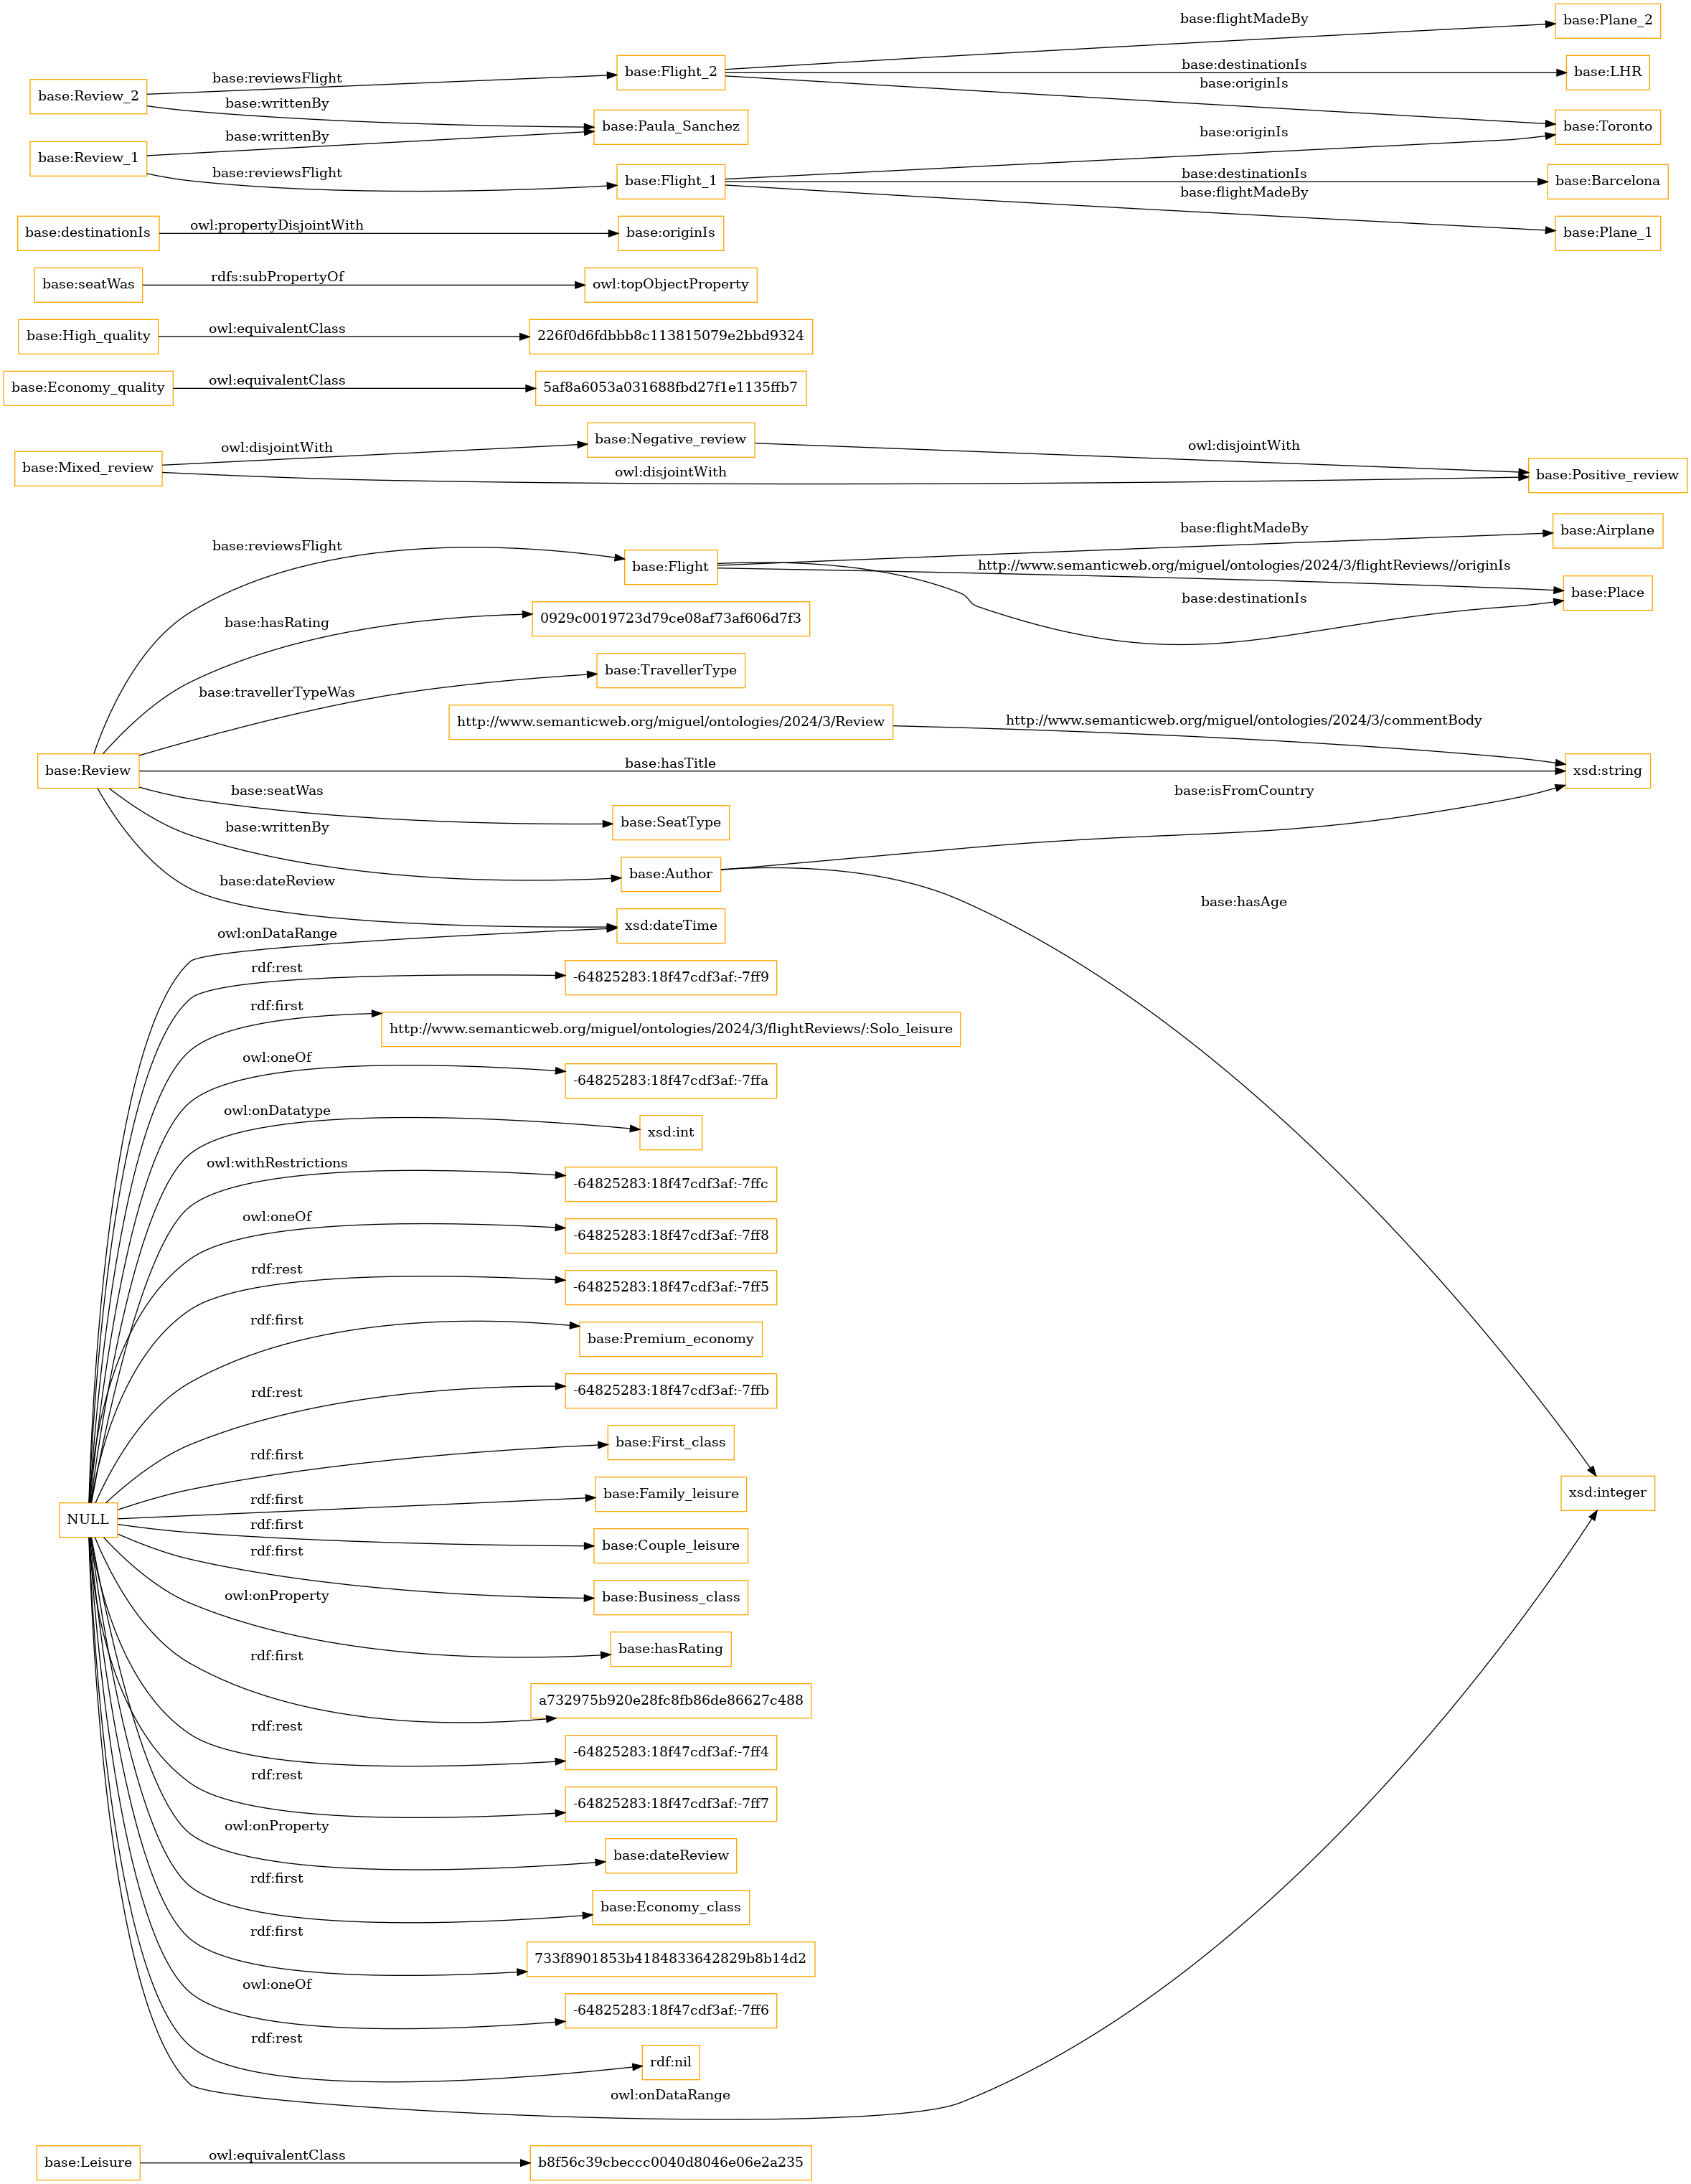 base:flightMadeBy
base:Plane_2
base:Review_2
base:reviewsFlight
base:Flight_2
base:destinationIs
base:LHR
base:originIs
base:writtenBy
base:Paula_Sanchez
base:Toronto
base:Review_1
base:writtenBy
base:originIs
base:reviewsFlight
base:Flight_1
base:destinationIs
base:Barcelona
base:flightMadeBy
base:Plane_1
base:destinationIs
owl:propertyDisjointWith
base:originIs
base:seatWas
rdfs:subPropertyOf
owl:topObjectProperty
base:High_quality
owl:equivalentClass
226f0d6fdbbb8c113815079e2bbd9324
base:Economy_quality
owl:equivalentClass
5af8a6053a031688fbd27f1e1135ffb7
base:Mixed_review
owl:disjointWith
base:Negative_review
owl:disjointWith
owl:disjointWith
base:Positive_review
base:reviewsFlight
base:Flight
base:flightMadeBy
base:Airplane
http://www.semanticweb.org/miguel/ontologies/2024/3/flightReviews//originIs
base:Place
base:destinationIs
base:hasRating
0929c0019723d79ce08af73af606d7f3
base:travellerTypeWas
base:TravellerType
http://www.semanticweb.org/miguel/ontologies/2024/3/Review
http://www.semanticweb.org/miguel/ontologies/2024/3/commentBody
base:Review
base:hasTitle
xsd:string
base:seatWas
base:SeatType
base:isFromCountry
base:writtenBy
base:Author
base:dateReview
base:hasAge
xsd:dateTime
owl:onDataRange
rdf:rest
-64825283:18f47cdf3af:-7ff9
rdf:first
http://www.semanticweb.org/miguel/ontologies/2024/3/flightReviews/:Solo_leisure
owl:oneOf
-64825283:18f47cdf3af:-7ffa
owl:onDatatype
xsd:int
owl:withRestrictions
-64825283:18f47cdf3af:-7ffc
owl:oneOf
-64825283:18f47cdf3af:-7ff8
rdf:rest
-64825283:18f47cdf3af:-7ff5
rdf:first
base:Premium_economy
rdf:rest
-64825283:18f47cdf3af:-7ffb
rdf:first
base:First_class
NULL
rdf:first
base:Family_leisure
xsd:integer
rdf:first
base:Couple_leisure
rdf:first
base:Business_class
owl:onProperty
base:hasRating
rdf:first
a732975b920e28fc8fb86de86627c488
rdf:rest
-64825283:18f47cdf3af:-7ff4
rdf:rest
-64825283:18f47cdf3af:-7ff7
owl:onProperty
base:dateReview
rdf:first
base:Economy_class
rdf:first
733f8901853b4184833642829b8b14d2
owl:oneOf
-64825283:18f47cdf3af:-7ff6
rdf:rest
rdf:nil
owl:onDataRange
base:Leisure
owl:equivalentClass
b8f56c39cbeccc0040d8046e06e2a235